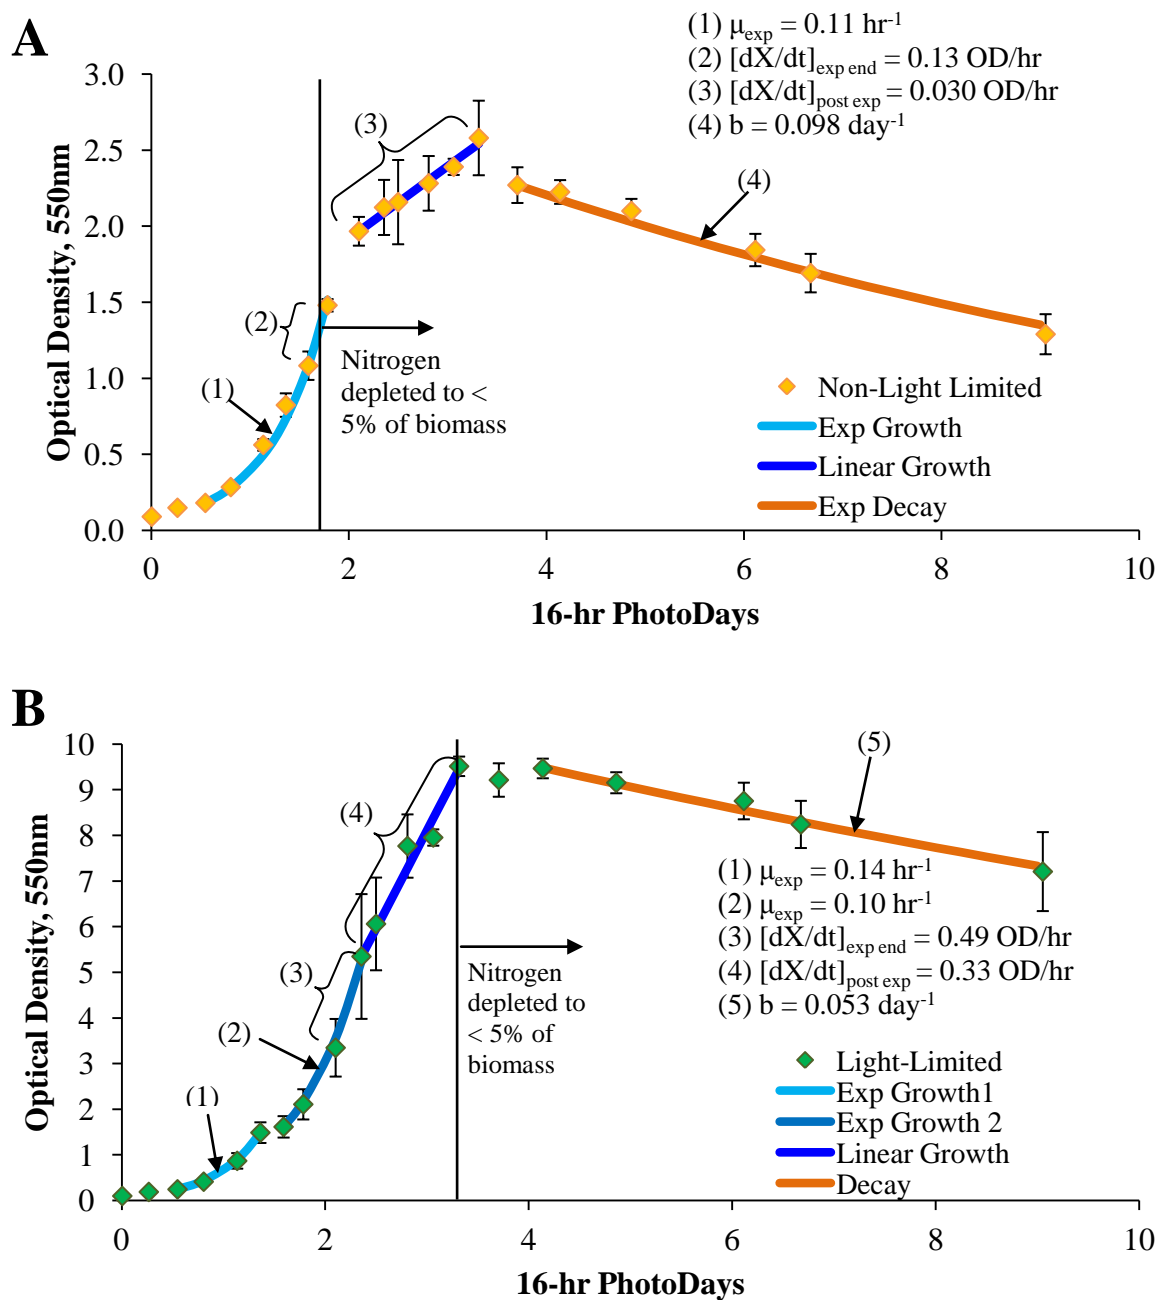 A
(1) μexp = 0.11 hr-1
(2) [dX/dt]exp end = 0.13 OD/hr
(3) [dX/dt]post exp = 0.030 OD/hr
(4) b = 0.098 day-1
Optical Density, 550nm
3.0
2.5
2.0
1.5
1.0
0.5
0.0
(3)
(4)
(2)
(1)
Nitrogen
depleted to <
5% of biomass
Non-Light Limited
Exp Growth
Linear Growth
Exp Decay
0 2 4 6 8 10
16-hr PhotoDays
B
Optical Density, 550nm
10
9
8
7
6
5
4
3
2
1
0
(5)
(4)
(3)
(2)
(1)
Nitrogen
depleted to
< 5% of
biomass
(1) μexp = 0.14 hr-1
(2) μexp = 0.10 hr-1
(3) [dX/dt]exp end = 0.49 OD/hr
(4) [dX/dt]post exp = 0.33 OD/hr
(5) b = 0.053 day-1
Light-Limited
Exp Growth1
Exp Growth 2
Linear Growth
Decay
0 2 4 6 8 10
16-hr PhotoDays